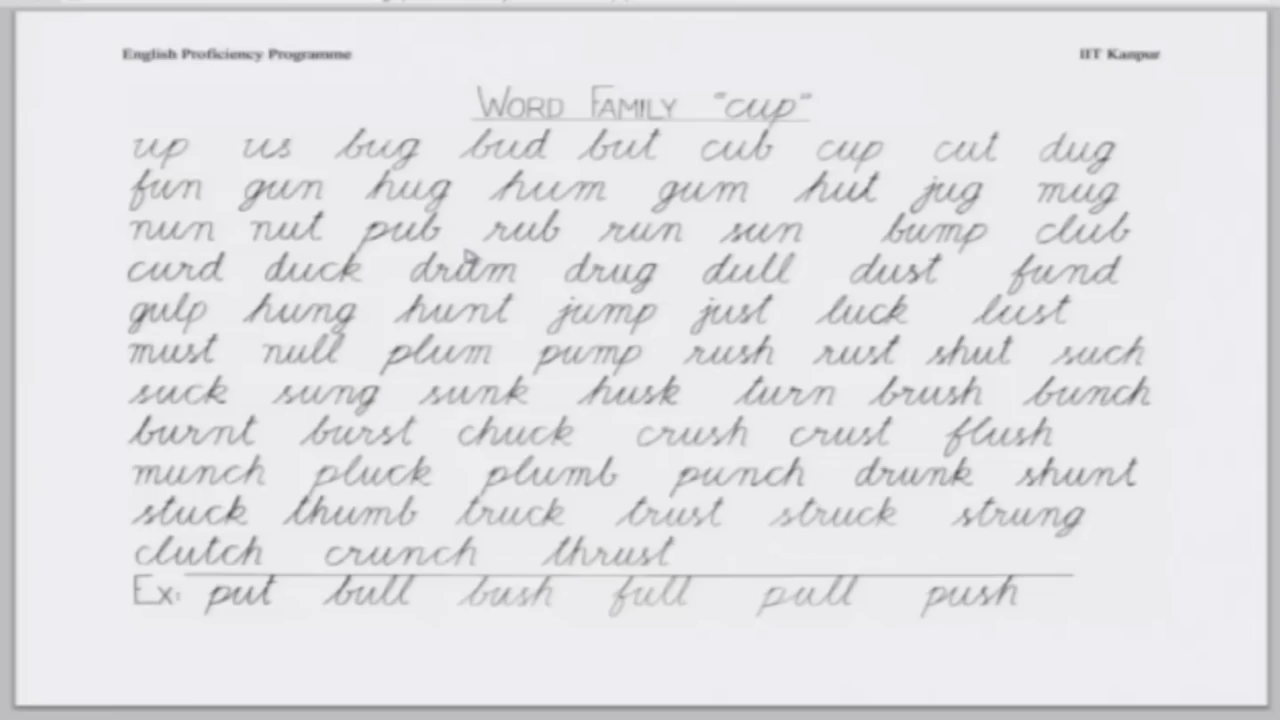 English Proficiency Programme IIT Kanpur
WORD FAMILY "cup"
up us bug bud but cub cup cut dug
fun gun hug hum gum hut jug mug
nun nut pub rub run sun bump club
curd duck drum drug dull dust fund
gulp hung hunt jump just luck lust
must null plum pump rush rust shut such
suck sung sunk husk turn brush bunch
burnt burst chuck crush crust flush
munch pluck plumb punch drunk shunt
stuck thumb truck trust struck strung
clutch crunch thrust
Ex: put bull bush full pull push